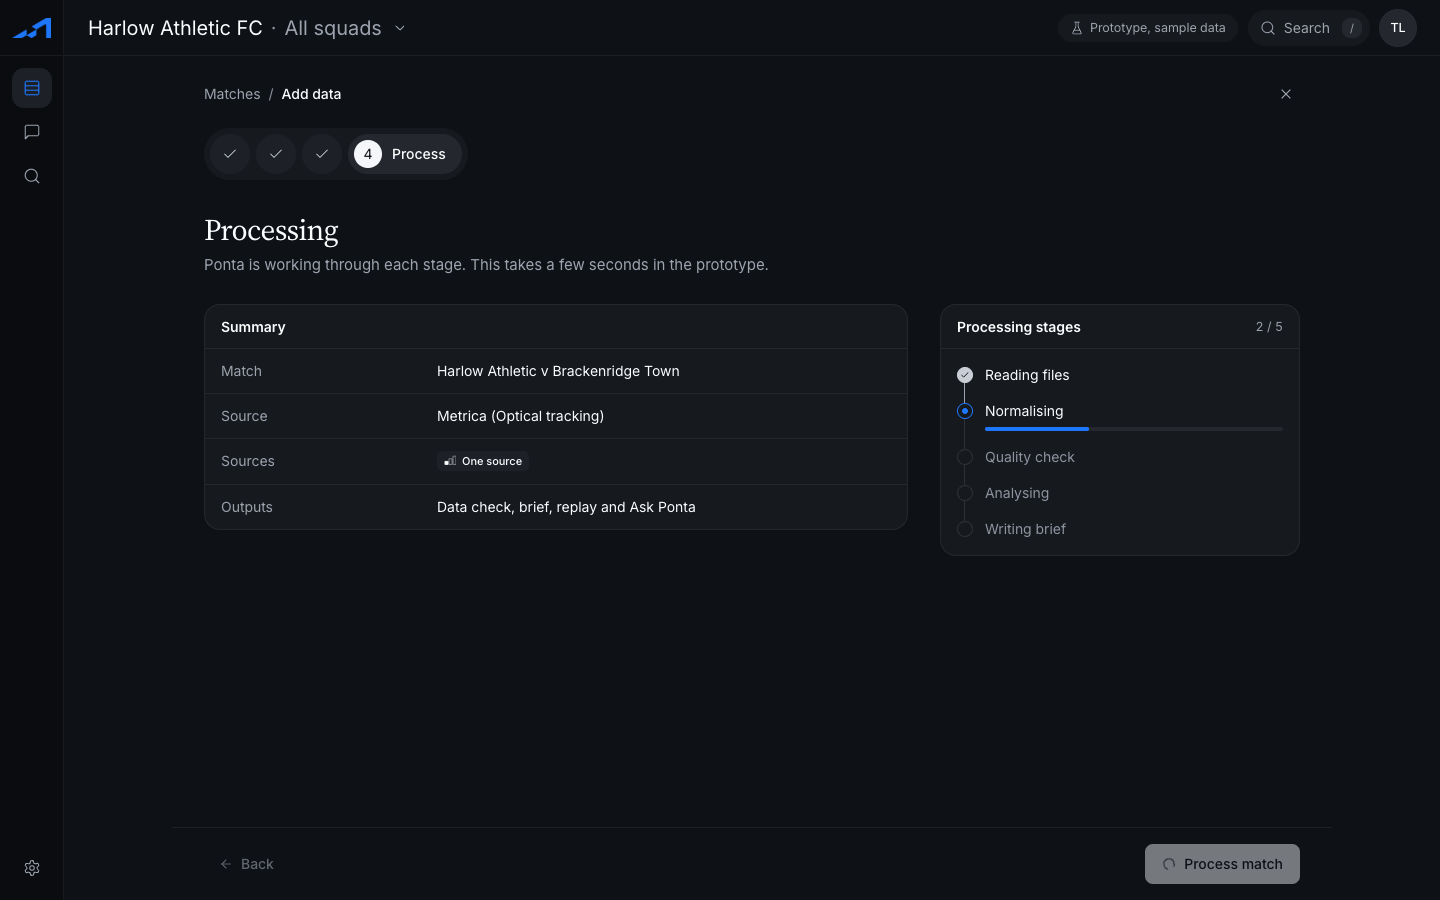 Harlow Athletic FC · All squads
Prototype, sample data
Search /
TL
Matches / Add data
4 Process
Processing
Ponta is working through each stage. This takes a few seconds in the prototype.
Summary
Match Harlow Athletic v Brackenridge Town
Source Metrica (Optical tracking)
Sources One source
Outputs Data check, brief, replay and Ask Ponta
Processing stages 2 / 5
Reading files
Normalising
Quality check
Analysing
Writing brief
Back
Process match